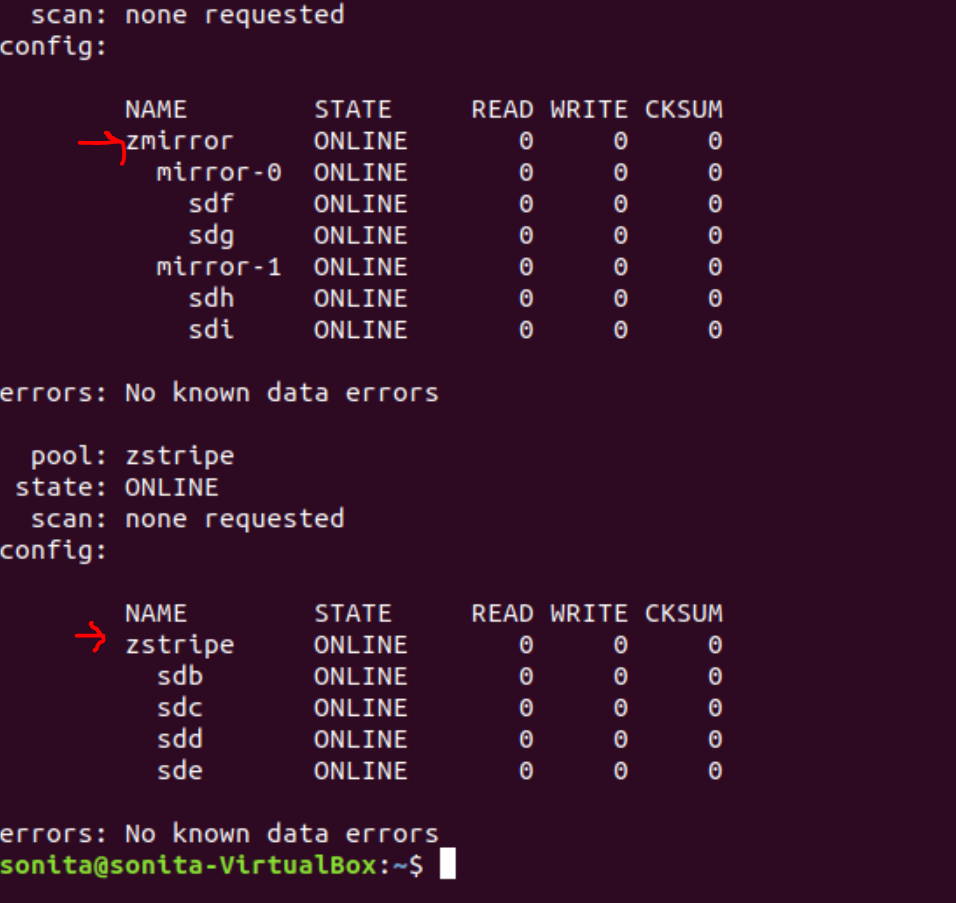 scan: none requested
config:

        NAME        STATE     READ WRITE CKSUM
        zmirror     ONLINE       0     0     0
          mirror-0  ONLINE       0     0     0
            sdf     ONLINE       0     0     0
            sdg     ONLINE       0     0     0
          mirror-1  ONLINE       0     0     0
            sdh     ONLINE       0     0     0
            sdi     ONLINE       0     0     0

errors: No known data errors

  pool: zstripe
 state: ONLINE
  scan: none requested
config:

        NAME        STATE     READ WRITE CKSUM
        zstripe     ONLINE       0     0     0
          sdb       ONLINE       0     0     0
          sdc       ONLINE       0     0     0
          sdd       ONLINE       0     0     0
          sde       ONLINE       0     0     0

errors: No known data errors
sonita@sonita-VirtualBox:~$